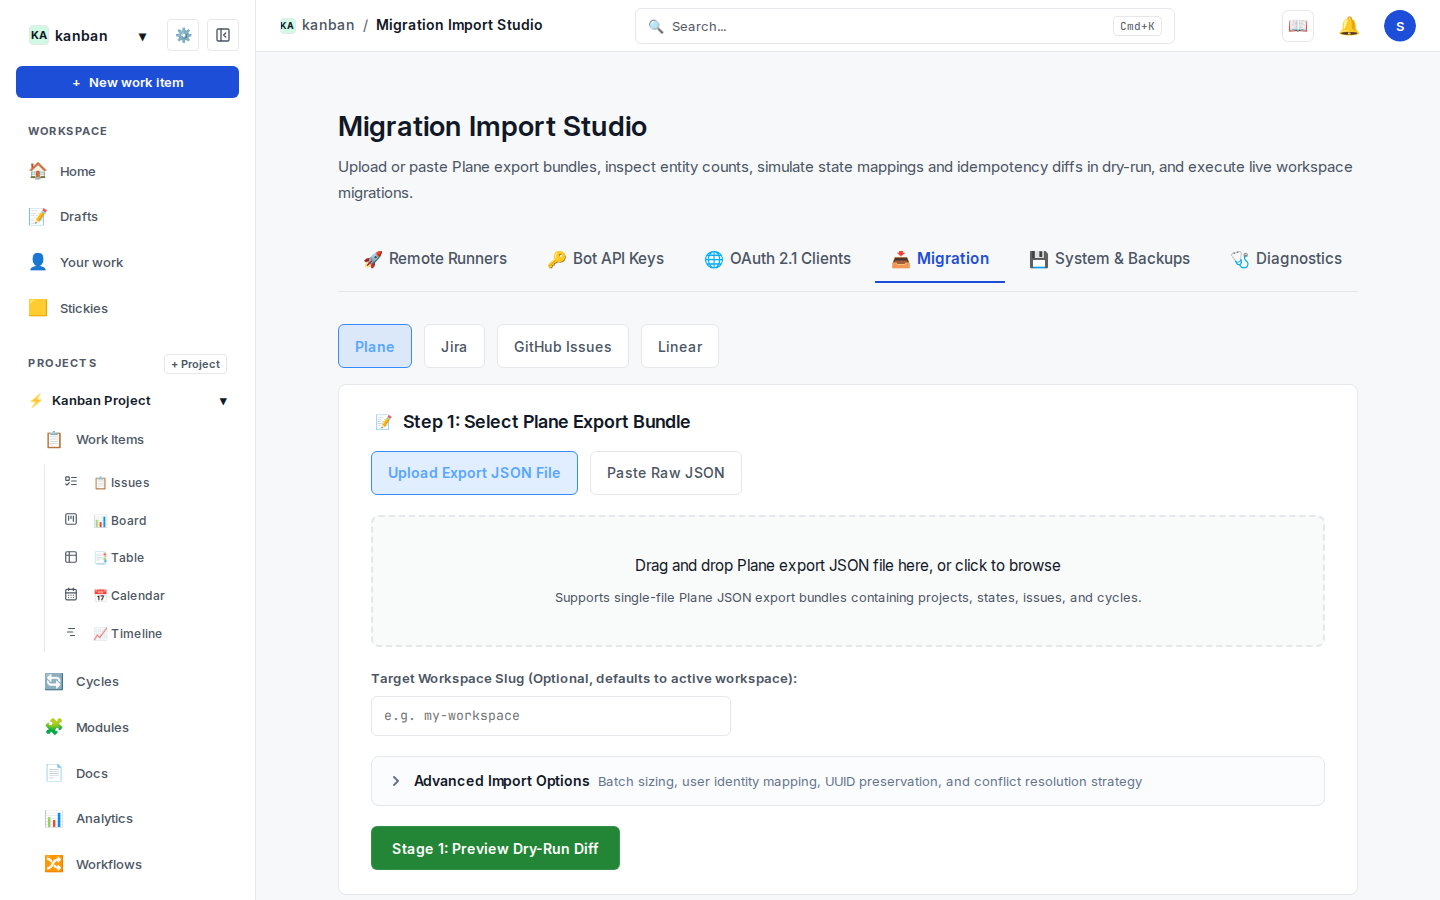 KA kanban ▾
+ New work item
WORKSPACE
Home
Drafts
Your work
Stickies
PROJECTS + Project
Kanban Project ▾
Work Items
Issues
Board
Table
Calendar
Timeline
Cycles
Modules
Docs
Analytics
Workflows
KA kanban / Migration Import Studio
Search... Cmd+K
S
Migration Import Studio
Upload or paste Plane export bundles, inspect entity counts, simulate state mappings and idempotency diffs in dry-run, and execute live workspace
migrations.
Remote Runners Bot API Keys OAuth 2.1 Clients Migration System & Backups Diagnostics
Plane Jira GitHub Issues Linear
Step 1: Select Plane Export Bundle
Upload Export JSON File Paste Raw JSON
Drag and drop Plane export JSON file here, or click to browse
Supports single-file Plane JSON export bundles containing projects, states, issues, and cycles.
Target Workspace Slug (Optional, defaults to active workspace):
e.g. my-workspace
Advanced Import Options Batch sizing, user identity mapping, UUID preservation, and conflict resolution strategy
Stage 1: Preview Dry-Run Diff